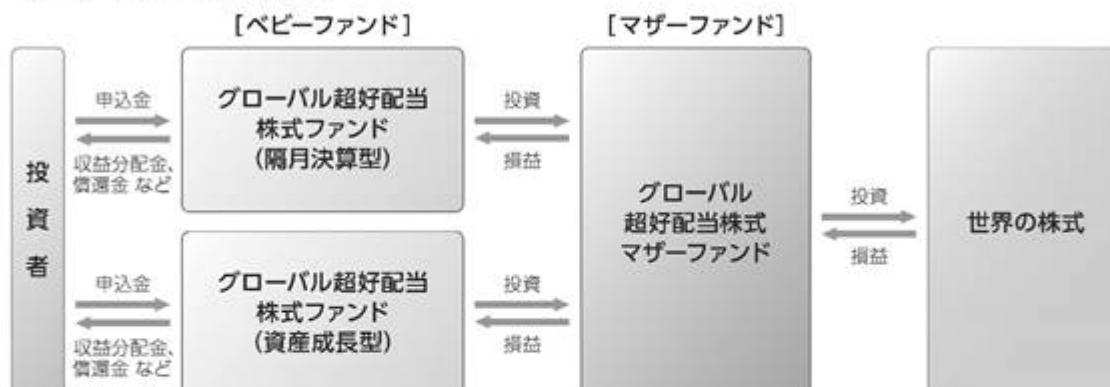 [ベビーファンド]
[マザーファンド]
投資者
申込金
収益分配金、
償還金 など
グローバル超好配当
株式ファンド
(隔月決算型)
投資
損益
申込金
収益分配金、
償還金 など
グローバル超好配当
株式ファンド
(資産成長型)
投資
損益
グローバル
超好配当株式
マザーファンド
投資
損益
世界の株式